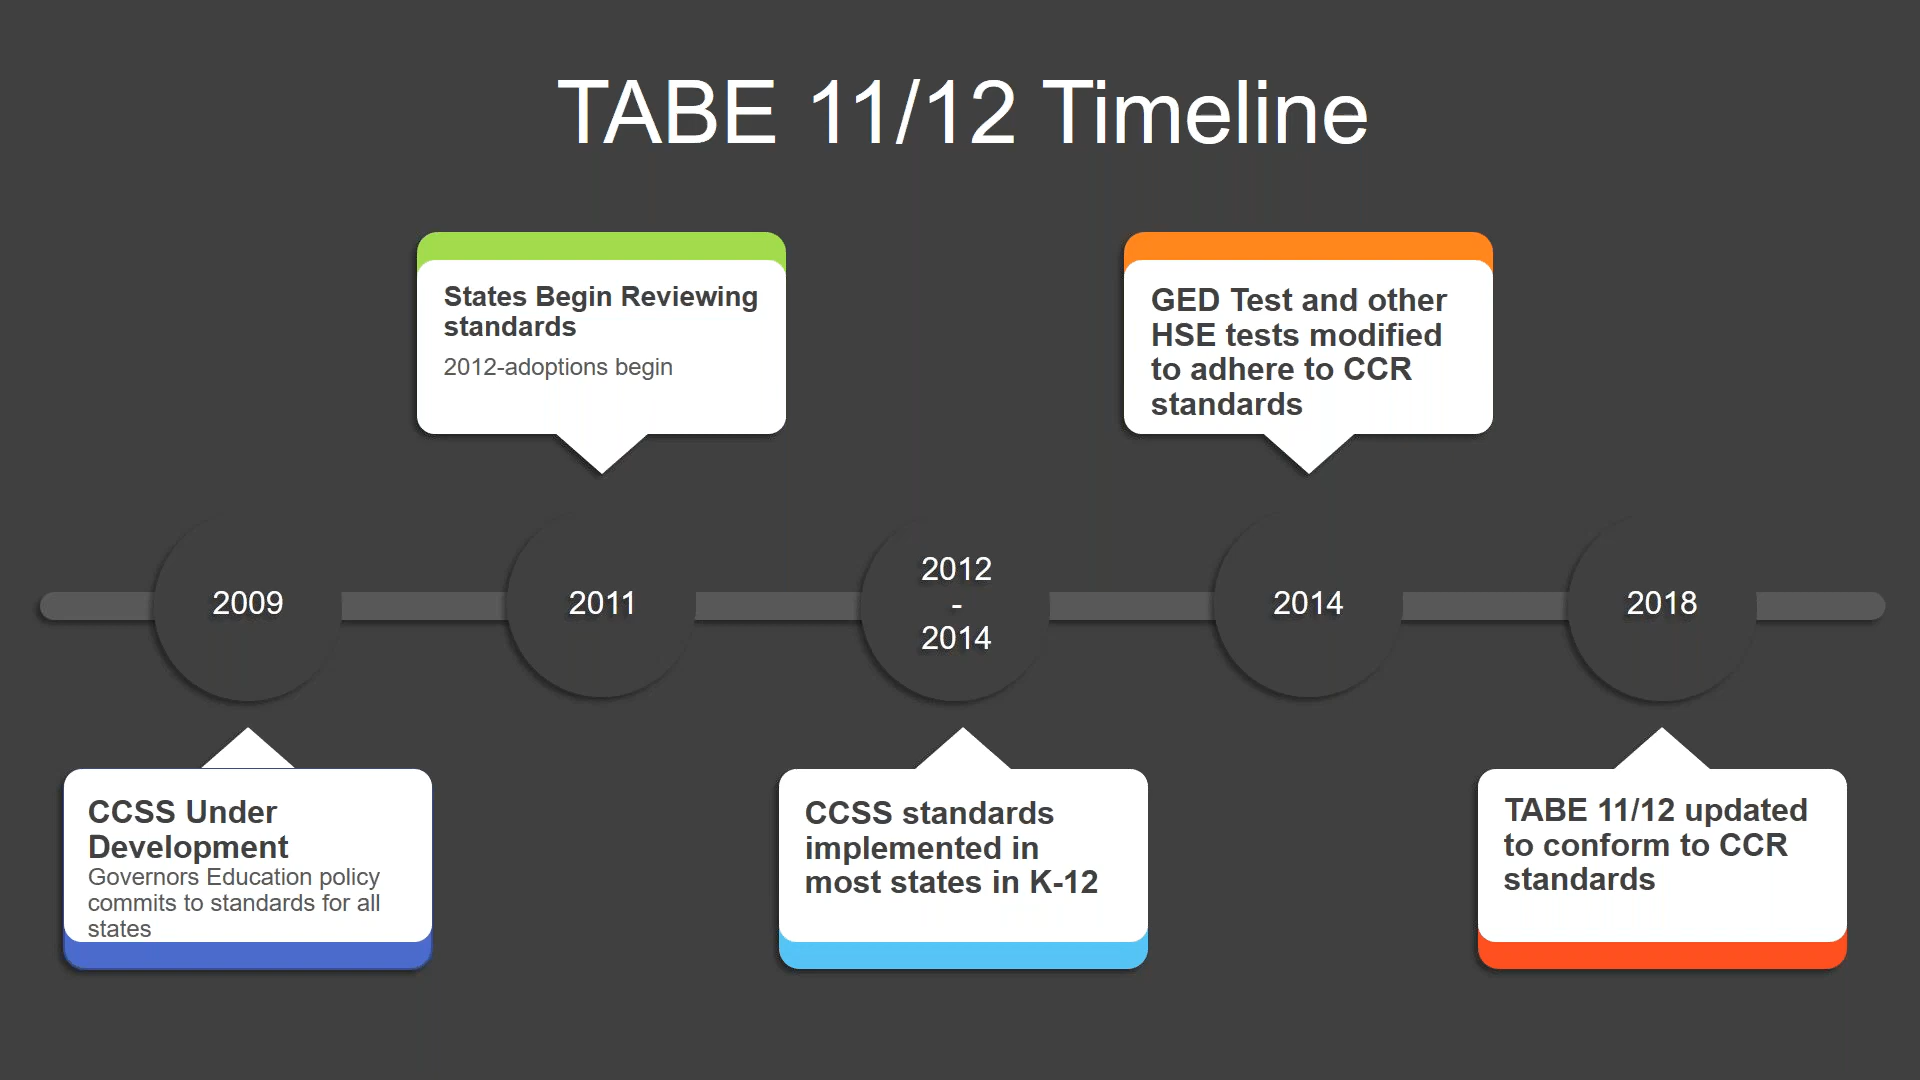 TABE 11/12 Timeline
States Begin Reviewing
standards
2012-adoptions begin
GED Test and other
HSE tests modified
to adhere to CCR
standards
2009
2011
2012
-
2014
2014
2018
CCSS Under
Development
Governors Education policy
commits to standards for all
states
CCSS standards
implemented in
most states in K-12
TABE 11/12 updated
to conform to CCR
standards